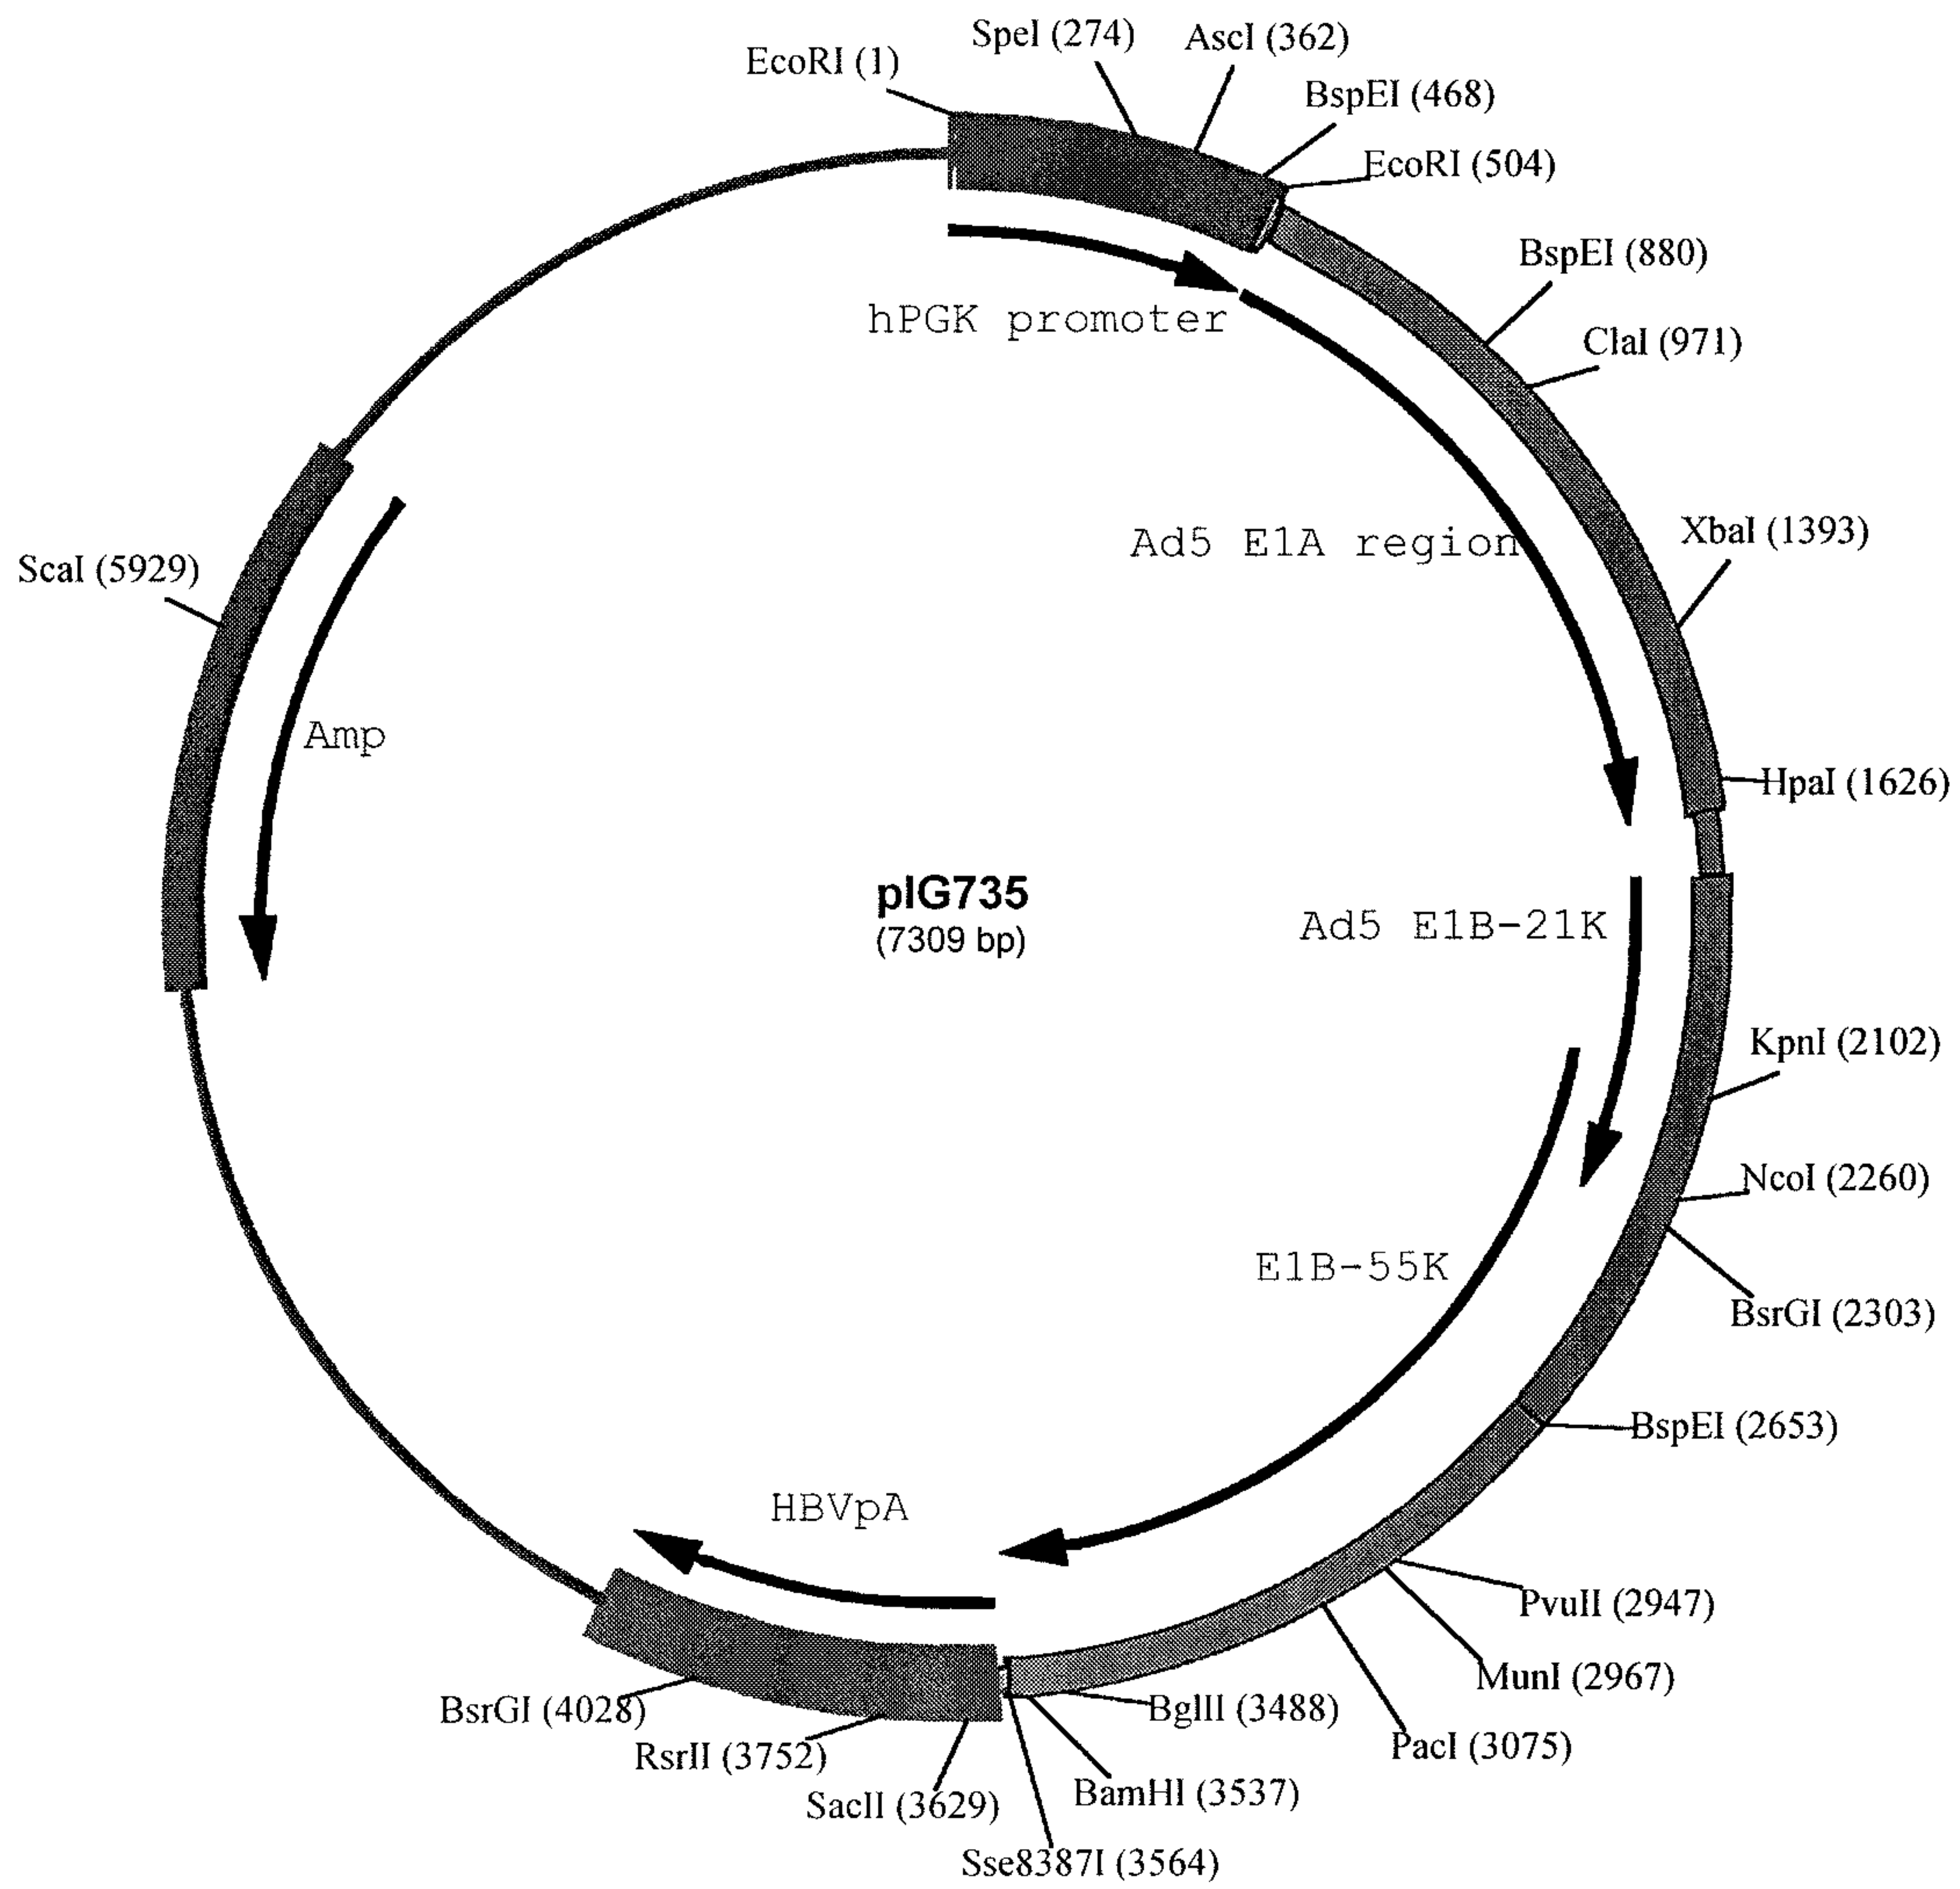 SpeI (274)
AscI (362)
EcoRI (1)
BspEI (468)
EcoRI (504)
BspEI (880)
hPGK promoter
ClaI (971)
XbaI (1393)
Ad5 E1A region
ScaI (5929)
Amp
HpaI (1626)
pIG735
(7309 bp)
Ad5 E1B-21K
KpnI (2102)
NcoI (2260)
E1B-55K
BsrGI (2303)
BspEI (2653)
HBVpA
PvuII (2947)
MunI (2967)
BsrGI (4028)
BglII (3488)
PacI (3075)
RsrII (3752)
BamHI (3537)
SacII (3629)
Sse8387I (3564)